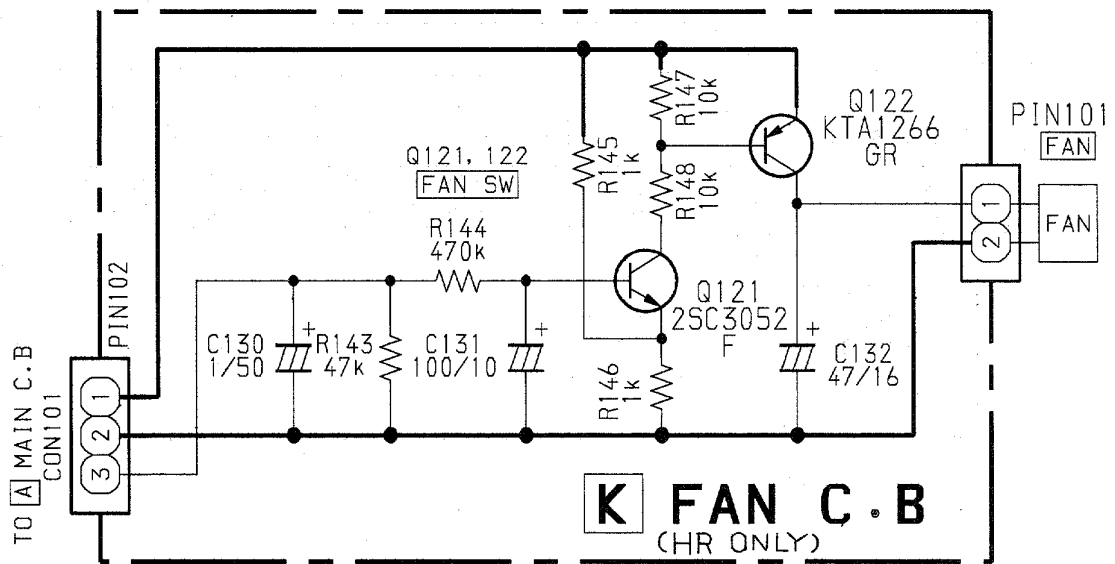 R147
10k
Q122
KTA1266
GR
PIN101
FAN
Q121, 122
FAN SW
R145
1k
R148
10k
1
2
FAN
R144
470k
PIN102
Q121
2SC3052
F
C130
1/50
+
R143
47k
C131
100/10
+
R146
1k
+
C132
47/16
TO A MAIN C.B
CON101
1
2
3
K FAN C.B
(HR ONLY)